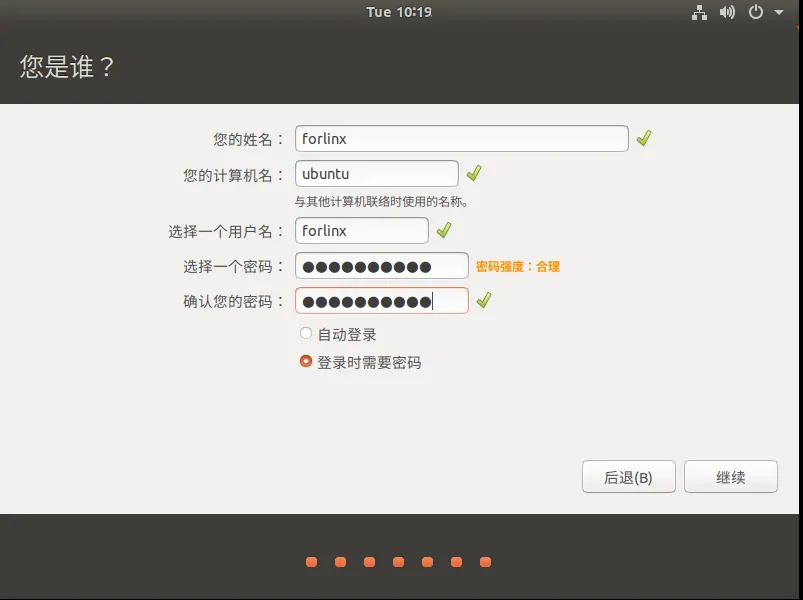 Tue 10:19
您是谁？
您的姓名： forlinx
您的计算机名： ubuntu
与其他计算机联络时使用的名称。
选择一个用户名： forlinx
选择一个密码： ●●●●●●●●●● 密码强度：合理
确认您的密码： ●●●●●●●●●●
自动登录
登录时需要密码
后退(B) 继续